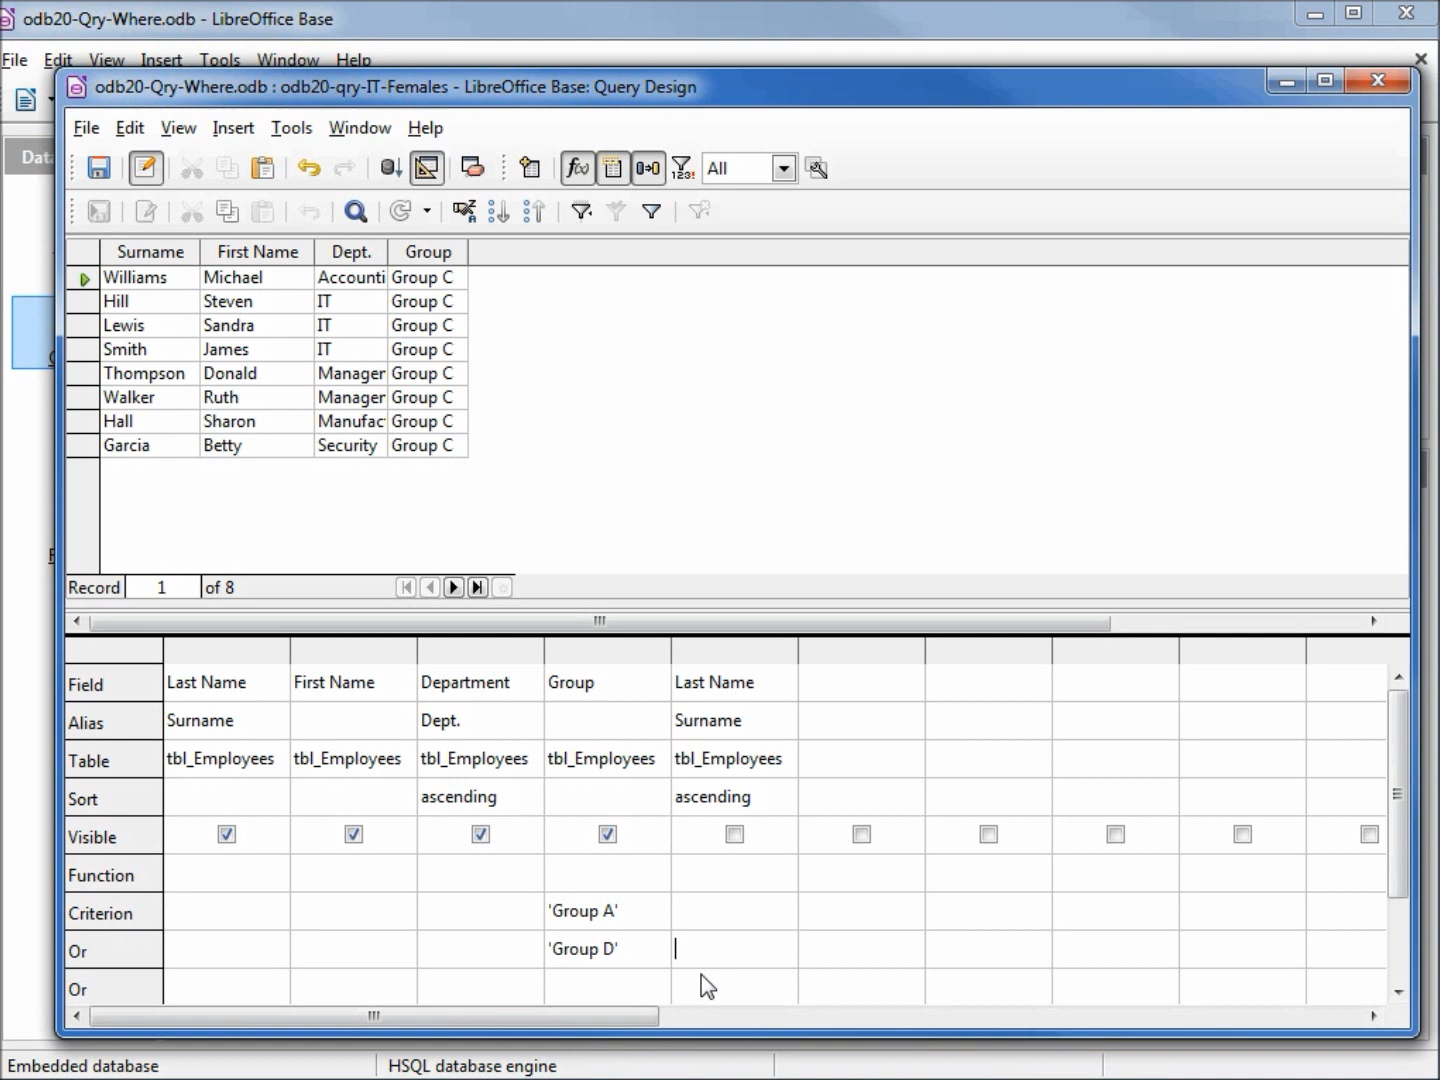 odb20-Qry-Where.odb - LibreOffice Base
File Edit View Insert Tools Window Help
odb20-Qry-Where.odb : odb20-qry-IT-Females - LibreOffice Base: Query Design
File Edit View Insert Tools Window Help
All
Surname First Name Dept. Group
Williams Michael Accounti Group C
Hill Steven IT Group C
Lewis Sandra IT Group C
Smith James IT Group C
Thompson Donald Manager Group C
Walker Ruth Manager Group C
Hall Sharon Manufac Group C
Garcia Betty Security Group C
Record 1 of 8
Field Last Name First Name Department Group Last Name
Alias Surname Dept. Surname
Table tbl_Employees tbl_Employees tbl_Employees tbl_Employees tbl_Employees
Sort ascending ascending
Visible
Function
Criterion 'Group A'
Or 'Group D'
Or
Embedded database HSQL database engine